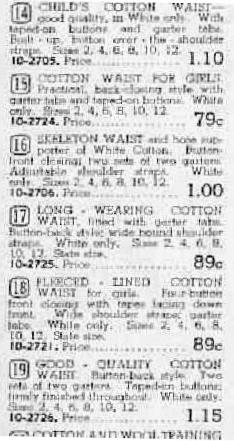 14 CHILD'S COTTON WAIST—
good quality, in White only. With
taped-on buttons and garter tabs.
Built-up, button over-the-shoulder
straps. Sizes 2, 4, 6, 8, 10, 12.
10-2705. Price 1.10
15 COTTON WAIST FOR GIRLS.
Practical, back-closing style with
garter tabs and taped-on buttons. White
only. Sizes 2, 4, 6, 8, 10, 12.
10-2724. Price 79c
16 SKELETON WAIST and hose sup-
porter of White Cotton. Button-
front closing; two sets of two garters.
Adjustable shoulder straps. White
only. Sizes 2, 4, 6, 8, 10, 12.
10-2706. Price 1.00
17 LONG-WEARING COTTON
WAIST, fitted with garter tabs.
Button-back style; wide bound shoulder
straps. White only. Sizes 2, 4, 6, 8,
10, 12. State size.
10-2725. Price 89c
18 FLEECED-LINED COTTON
WAIST for girls. Four-button
front closing with tapes facing down
front. Wide shoulder straps; garter
tabs. White only. Sizes 2, 4, 6, 8,
10, 12. State size.
10-2721. Price 89c
19 GOOD QUALITY COTTON
WAIST. Button-back style. Two
sets of two garters. Taped-on buttons;
firmly finished throughout. White only.
Sizes 2, 4, 6, 8, 10, 12.
10-2726. Price 1.15
COTTON AND WOOL TRAINING